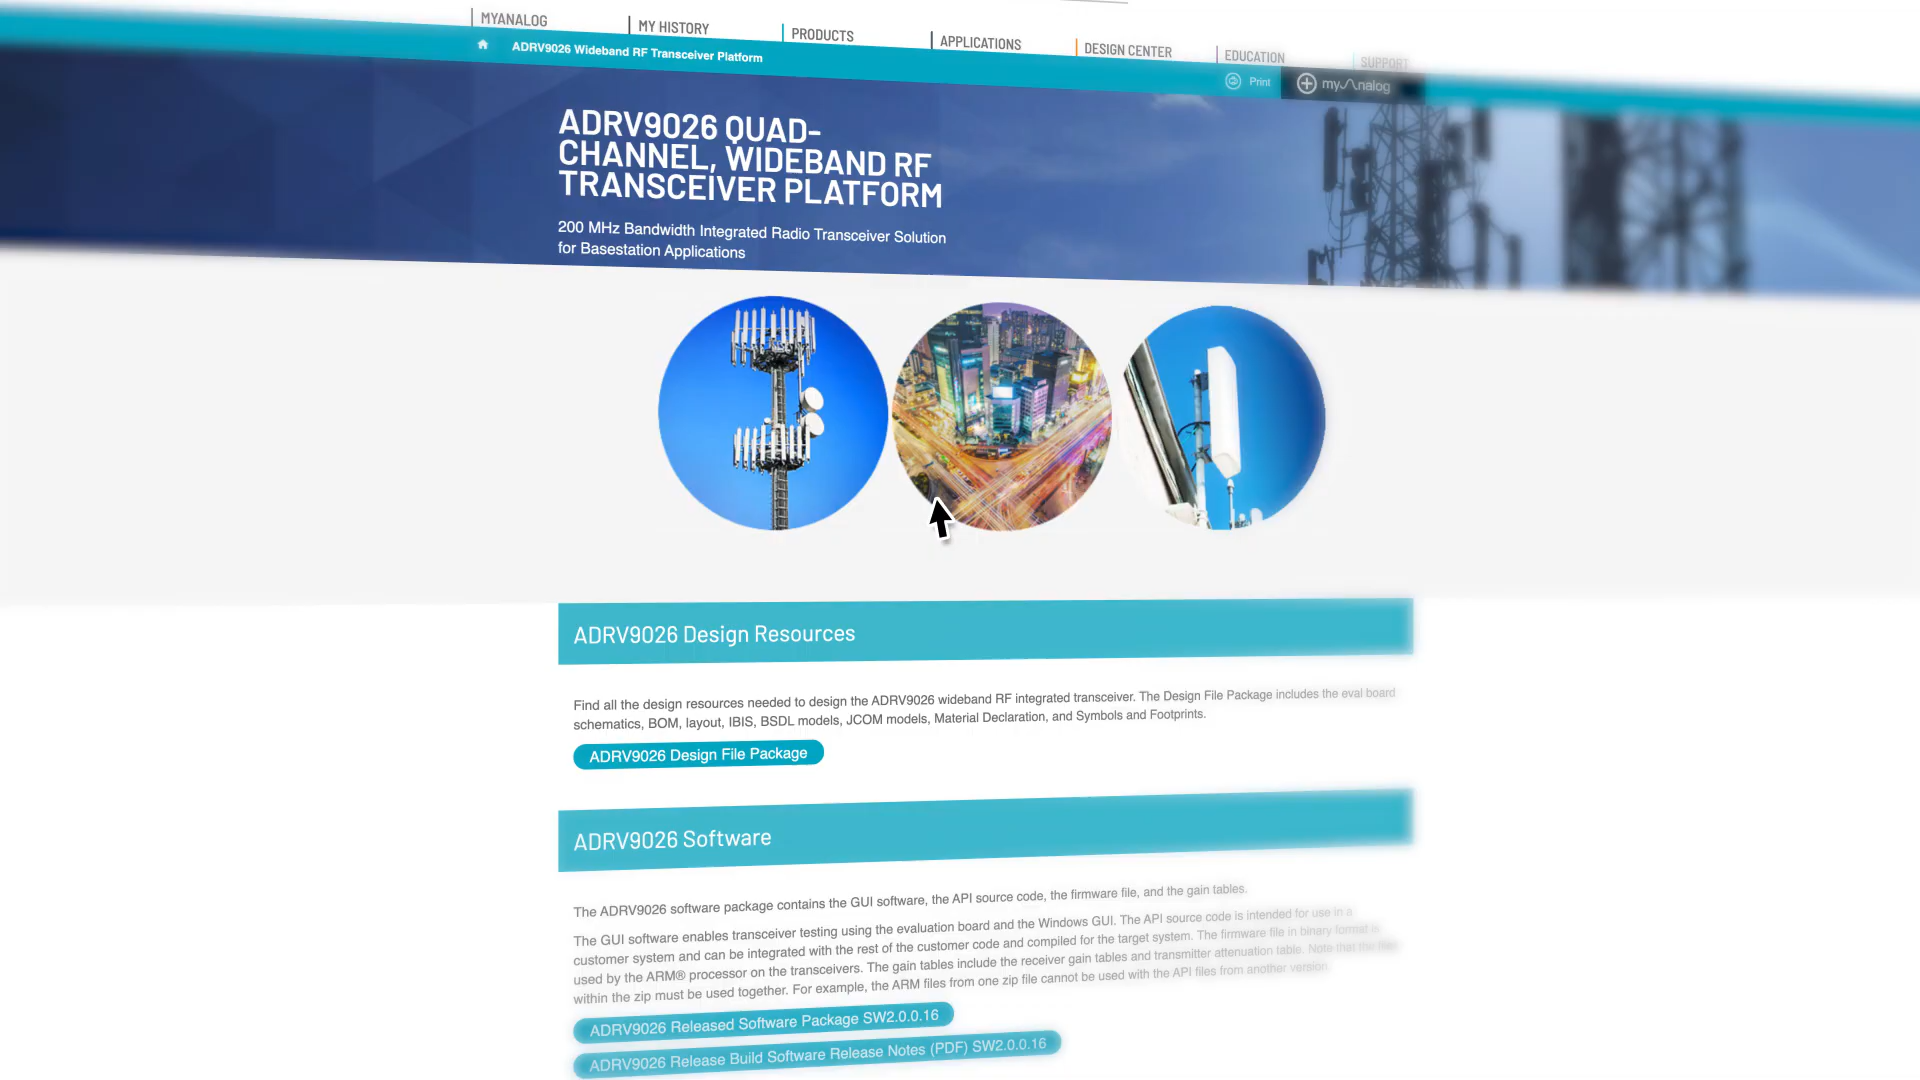 MYANALOG
MY HISTORY
PRODUCTS
APPLICATIONS
DESIGN CENTER
EDUCATION
SUPPORT
ADRV9026 Wideband RF Transceiver Platform
Print
myAnalog
ADRV9026 QUAD-
CHANNEL, WIDEBAND RF
TRANSCEIVER PLATFORM
200 MHz Bandwidth Integrated Radio Transceiver Solution
for Basestation Applications
ADRV9026 Design Resources
Find all the design resources needed to design the ADRV9026 wideband RF integrated transceiver. The Design File Package includes the eval board
schematics, BOM, layout, IBIS, BSDL models, JCOM models, Material Declaration, and Symbols and Footprints.
ADRV9026 Design File Package
ADRV9026 Software
The ADRV9026 software package contains the GUI software, the API source code, the firmware file, and the gain tables.
The GUI software enables transceiver testing using the evaluation board and the Windows GUI. The API source code is intended for use in a
customer system and can be integrated with the rest of the customer code and compiled for the target system. The firmware file in binary format is
used by the ARM® processor on the transceivers. The gain tables include the receiver gain tables and transmitter attenuation table. Note that the files
within the zip must be used together. For example, the ARM files from one zip file cannot be used with the API files from another version.
ADRV9026 Released Software Package SW2.0.0.16
ADRV9026 Release Build Software Release Notes (PDF) SW2.0.0.16